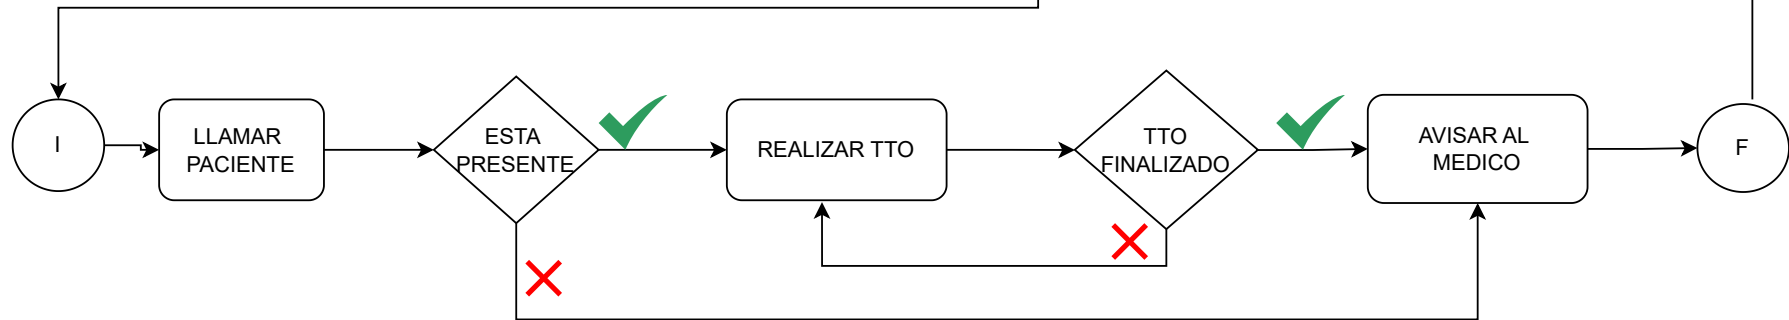 I
LLAMAR
PACIENTE
ESTA
PRESENTE
REALIZAR TTO
TTO
FINALIZADO
AVISAR AL
MEDICO
F